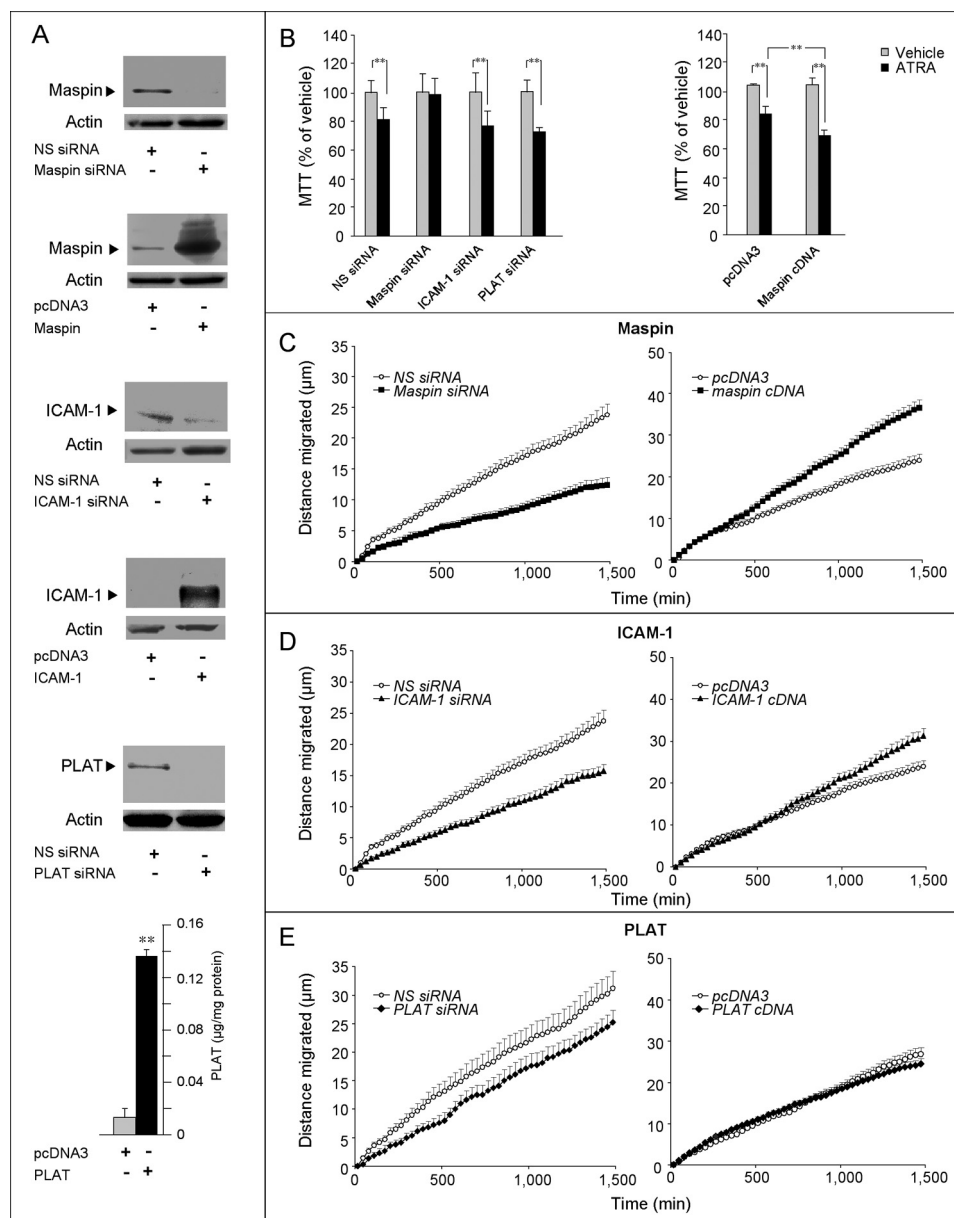 A
Maspin
Actin
NS siRNA + -
Maspin siRNA - +
Maspin
Actin
pcDNA3 + -
Maspin - +
ICAM-1
Actin
NS siRNA + -
ICAM-1 siRNA - +
ICAM-1
Actin
pcDNA3 + -
ICAM-1 - +
PLAT
Actin
NS siRNA + -
PLAT siRNA - +
0.16
0.12
0.08
0.04
0
PLAT (µg/mg protein)
**
pcDNA3 + -
PLAT - +
B
MTT (% of vehicle)
140
120
100
80
60
40
20
0
** ** **
NS siRNA
Maspin siRNA
ICAM-1 siRNA
PLAT siRNA
MTT (% of vehicle)
140
120
100
80
60
40
20
0
**
** **
pcDNA3
Maspin cDNA
Vehicle
ATRA
Maspin
C
Distance migrated (µm)
35
30
25
20
15
10
5
0
NS siRNA
Maspin siRNA
500 1,000 1,500
50
40
30
20
10
0
pcDNA3
maspin cDNA
500 1,000 1,500
Time (min)
ICAM-1
D
Distance migrated (µm)
35
30
25
20
15
10
5
0
NS siRNA
ICAM-1 siRNA
500 1,000 1,500
50
40
30
20
10
0
pcDNA3
ICAM-1 cDNA
500 1,000 1,500
Time (min)
PLAT
E
Distance migrated (µm)
35
30
25
20
15
10
5
0
NS siRNA
PLAT siRNA
500 1,000 1,500
Time (min)
50
40
30
20
10
0
pcDNA3
PLAT cDNA
500 1,000 1,500
Time (min)